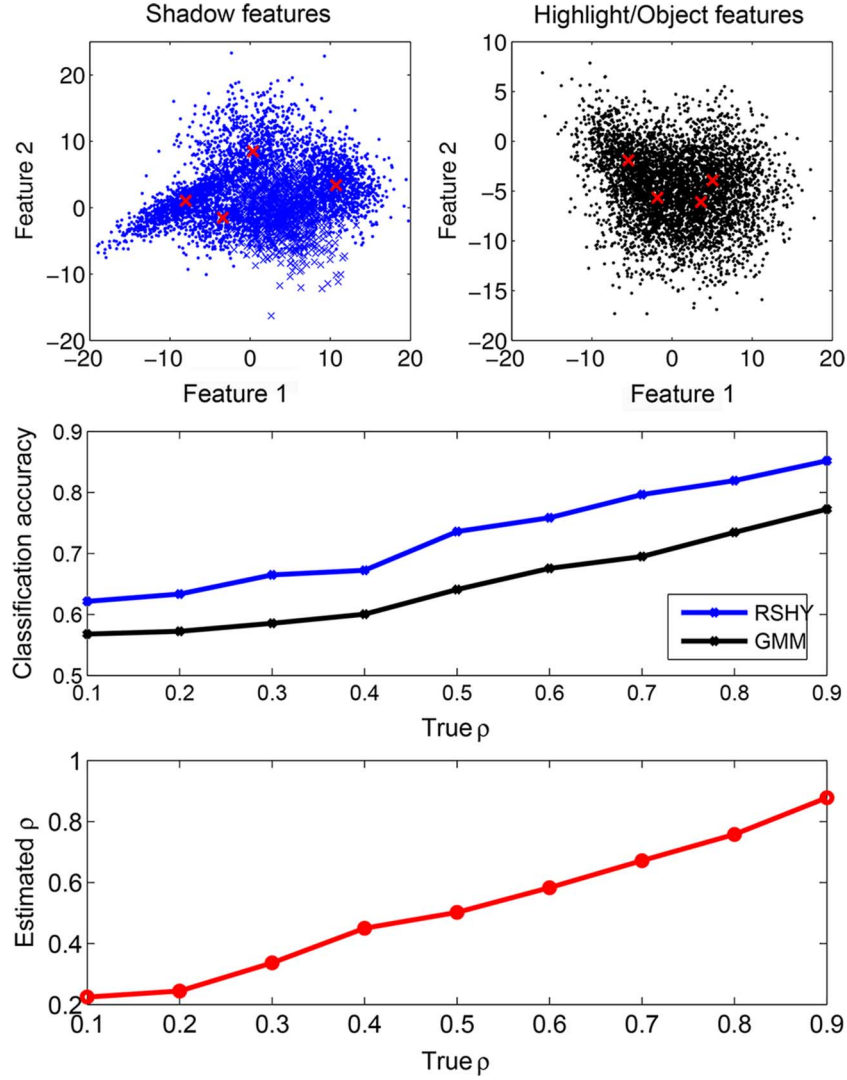 Shadow features
Highlight/Object features
Feature 2
20
10
0
−10
−20
−20 −10 0 10 20
Feature 1
Feature 2
10
5
0
−5
−10
−15
−20
−20 −10 0 10 20
Feature 1
Classification accuracy
0.9
0.8
0.7
0.6
0.5
0.1 0.2 0.3 0.4 0.5 0.6 0.7 0.8 0.9
True ρ
RSHY
GMM
Estimated ρ
1
0.8
0.6
0.4
0.2
0.1 0.2 0.3 0.4 0.5 0.6 0.7 0.8 0.9
True ρ